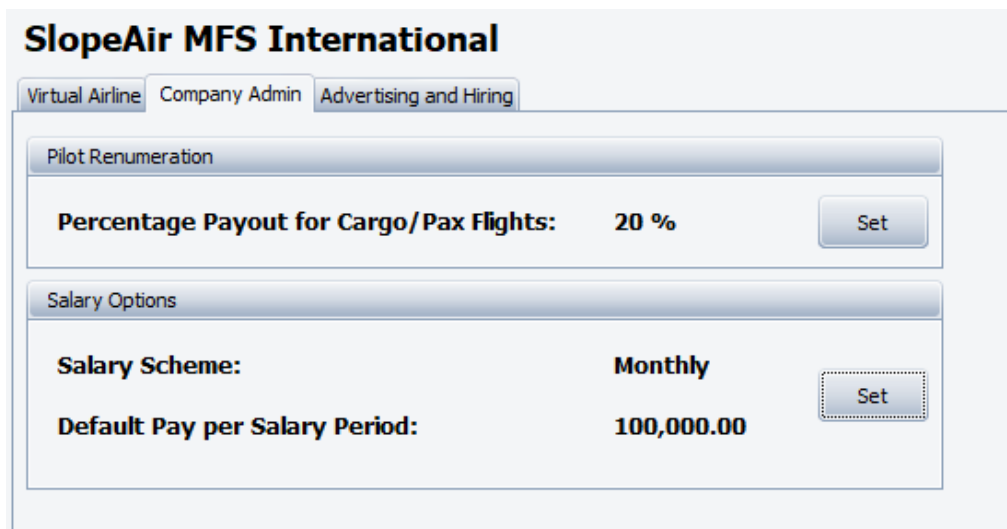 SlopeAir MFS International
Virtual Airline Company Admin Advertising and Hiring
Pilot Renumeration
Percentage Payout for Cargo/Pax Flights: 20 % Set
Salary Options
Salary Scheme: Monthly
Set
Default Pay per Salary Period: 100,000.00